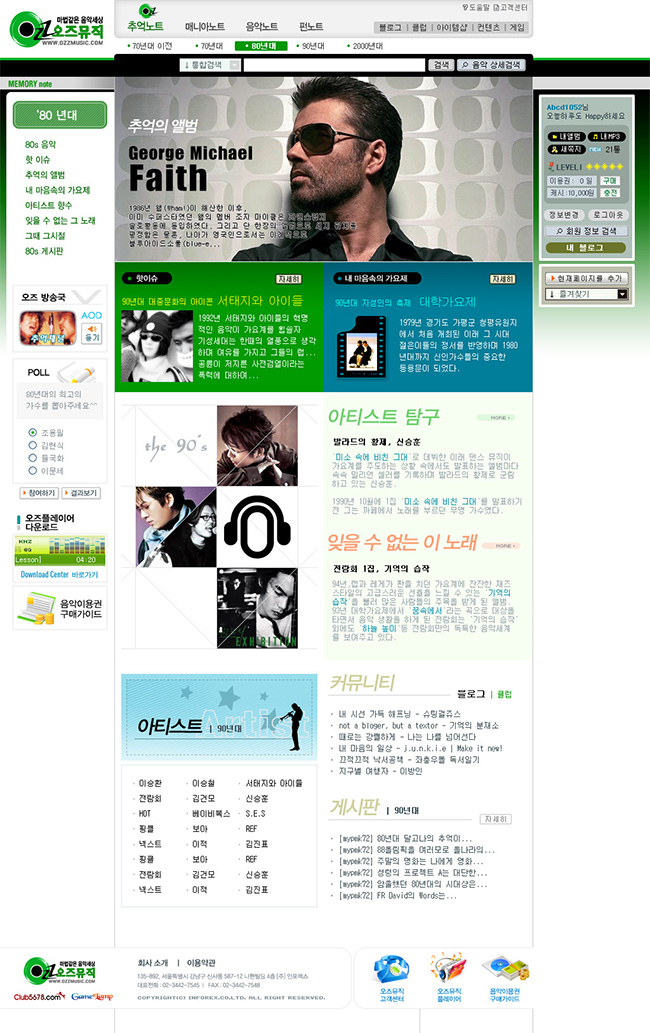 마법같은 음악세상
오즈뮤직
WWW.OZZMUSIC.COM
추억노트 매니아노트 음악노트 펀노트
도움말 고객센터
블로그 | 클럽 | 아이템샵 | 컨텐츠 | 게임
70년대 이전 70년대 80년대 90년대 2000년대
통합검색 검색 음악 상세검색
MEMORY note
'80 년대
80s 음악
핫 이슈
추억의 앨범
내 마음속의 가요제
아티스트 향수
잊을 수 없는 그 노래
그때 그시절
80s 게시판
오즈 방송국
추억채널
AOD
듣기
POLL
80년대의 최고의
가수를 뽑아주세요^^
조용필
김현식
들국화
이문세
참여하기 결과보기
오즈플레이어
다운로드
KHZ
EQ
Lesson] 04:20
Download Center 바로가기
음악이용권
구매가이드
추억의 앨범
George Michael
Faith
1986년 웸(Wham!)이 해산한 이후,
이미 수퍼스타였던 웸의 멤버 조지 마이클은
블루아이드소울(blue-e...
Abcd1052님
오늘하루도 Happy하세요
내앨범 내MP3
새쪽지 NEW 21통
LEVEL1
이용권: 0 일 구매
캐시:10,000원 충전
정보변경 로그아웃
회원 정보 검색
내 블로그
현재페이지를 추가
즐겨찾기
핫이슈 자세히
90년대 대중문화의 아이콘 서태지와 아이들
1992년 서태지와 아이들의 혁명
적인 음악이 가요계를 휩쓸자
기성세대는 한때의 열풍으로 생각
하며 여유를 가지고 그들의 랩...
공륜이 저지른 사전검열이라는
폭력에 대하여...
내 마음속의 가요제 자세히
90년대 지성인의 축제 대학가요제
1979년 경기도 가평군 청평유원지
에서 처음 개최된 이래 그 시대
젊은이들의 정서를 반영하며 1980
년대까지 신인가수들의 중요한
등용문이 되었다.
the 90's
EXHIBITION
아티스트 탐구 MORE
발라드의 황제, 신승훈
'미소 속에 비친 그대'로 데뷔한 이래 댄스 뮤직이
가요계를 주도하는 상황 속에서도 발표하는 앨범마다
속속 밀리언 셀러를 기록하며 발라드의 황제로 군림
하고 있는 신승훈.
1990년 10월에 1집 '미소 속에 비친 그대'를 발표하기
전 그는 까페에서 노래를 부르던 무명 가수였다.
잊을 수 없는 이 노래 MORE
전람회 1집, 기억의 습작
94년.랩과 레게가 판을 치던 가요계에 잔잔한 재즈
스타일의 고급스러운 선율을 느낄 수 있는 '기억의
습작'을 불러 많은 사람들의 주목을 받게 된 앨범.
93년 대학가요제에서 '꿈속에서'라는 곡으로 대상을
타면서 음악 생활을 하게 된 전람회는 '기억의 습작'
외에도 '하늘 높이'등 전람회만의 독특한 음악세계
를 보여주고 있다.
아티스트 | 90년대
Artist
이승환 이승철 서태지와 아이들
전람회 김건모 신승훈
HOT 베이비복스 S.E.S
핑클 보아 REF
넥스트 이적 김진표
핑클 보아 REF
전람회 김건모 신승훈
넥스트 이적 김진표
커뮤니티
블로그 | 클럽
내 시선 가득 해프닝 - 슈팅걸쥬스
not a bloger, but a textor - 기억의 분재소
때로는 강렬하게 - 나는 나를 넘어선다
내 마음의 일상 - j.u.n.k.i.e | Make it new!
끄적끄적 낙서공책 - 좌충우돌 독서일기
지구별 여행자 - 이방인
게시판 | 90년대
자세히
[mypmk72] 80년대 달고나의 추억이...
[mypmk72] 88올림픽을 여러모로 들나라의...
[mypmk72] 주말의 명화는 나에게 영화...
[mypmk72] 성룡의 프로젝트 A는 대단한...
[mypmk72] 암울했던 80년대의 시대상은...
[mypmk72] FR David의 Words는...
마법같은 음악세상
오즈뮤직
WWW.OZZMUSIC.COM
Club5678.com GameLamp
회사 소개 | 이용약관
135-892, 서울특별시 강남구 신사동 587-12 나현빌딩 4층 [주] 인포렉스
대표전화 : 02-3442-7545 | FAX : 02-3442-7548
COPYRIGHT(C) INFOREX.CO.LTD. ALL RIGHT RESERVED.
오즈뮤직
고객센터
오즈뮤직
플레이어
음악이용권
구매가이드